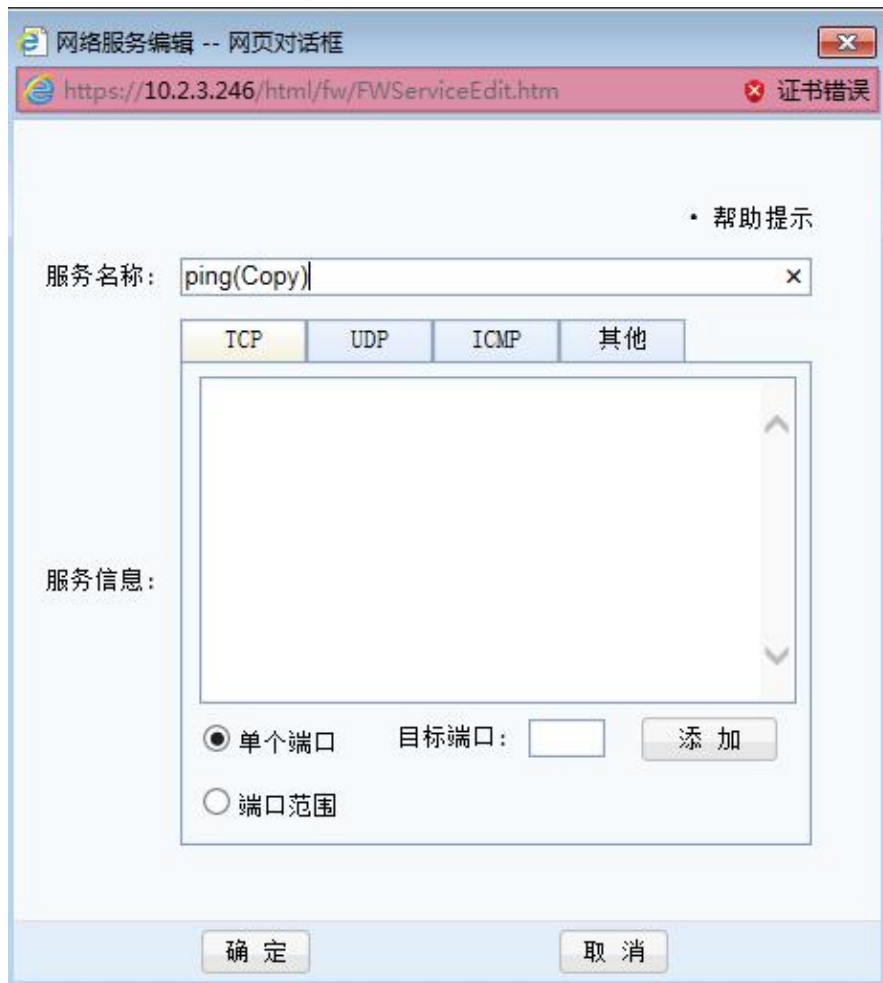 网络服务编辑 -- 网页对话框
https://10.2.3.246/html/fw/FWServiceEdit.htm 证书错误
• 帮助提示
服务名称： ping(Copy)
TCP UDP ICMP 其他
服务信息：
单个端口 目标端口： 添 加
端口范围
确 定 取 消